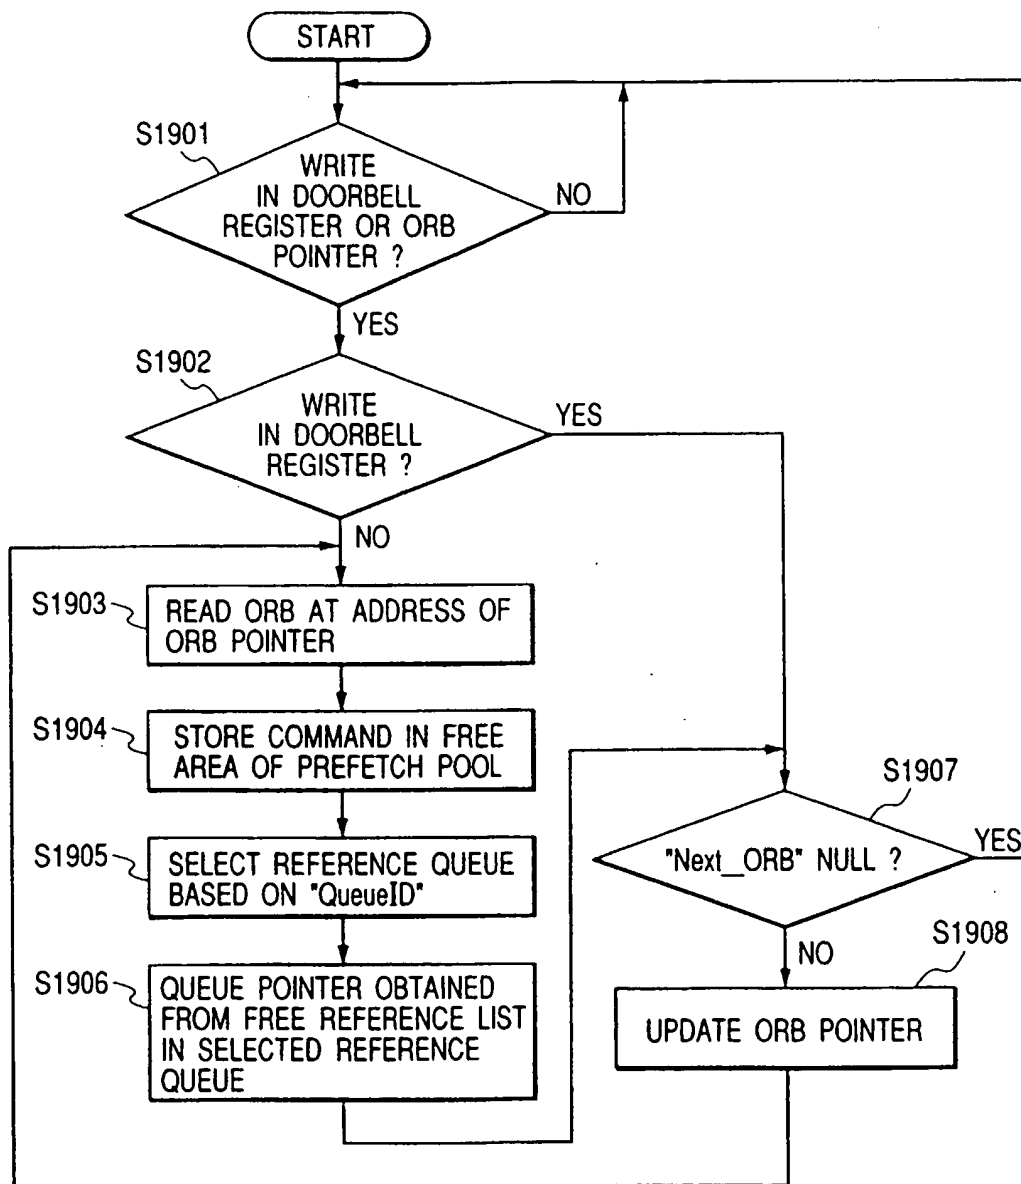 START
S1901
WRITE
IN DOORBELL
REGISTER OR ORB
POINTER ?
NO
YES
S1902
WRITE
IN DOORBELL
REGISTER ?
YES
NO
S1903
READ ORB AT ADDRESS OF
ORB POINTER
S1904
STORE COMMAND IN FREE
AREA OF PREFETCH POOL
S1905
SELECT REFERENCE QUEUE
BASED ON "QueueID"
S1906
QUEUE POINTER OBTAINED
FROM FREE REFERENCE LIST
IN SELECTED REFERENCE
QUEUE
S1907
"Next_ORB" NULL ?
YES
NO
S1908
UPDATE ORB POINTER